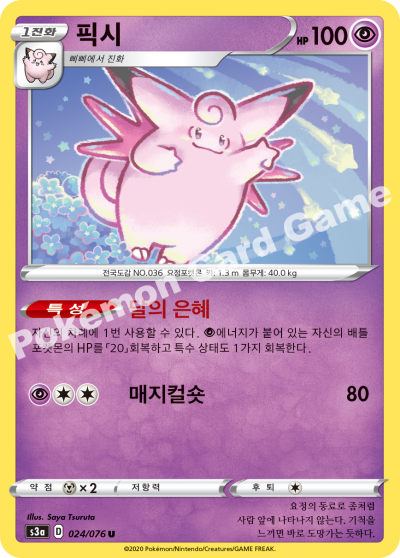 1진화
픽시
HP 100
삐삐에서 진화
전국도감 NO.036 요정포켓몬 키: 1.3 m 몸무게: 40.0 kg
특성 달의 은혜
자신의 차례에 1번 사용할 수 있다. 에너지가 붙어 있는 자신의 배틀
포켓몬의 HP를 「20」회복하고 특수 상태도 1가지 회복한다.
매지컬숏 80
약점 ×2 저항력 후퇴
Illus. Saya Tsuruta
s3a D 024/076 U
요정의 동료로 좀처럼
사람 앞에 나타나지 않는다. 기척을
느끼면 바로 도망가는 듯하다.
©2020 Pokémon/Nintendo/Creatures/GAME FREAK.
Pokémon Card Game